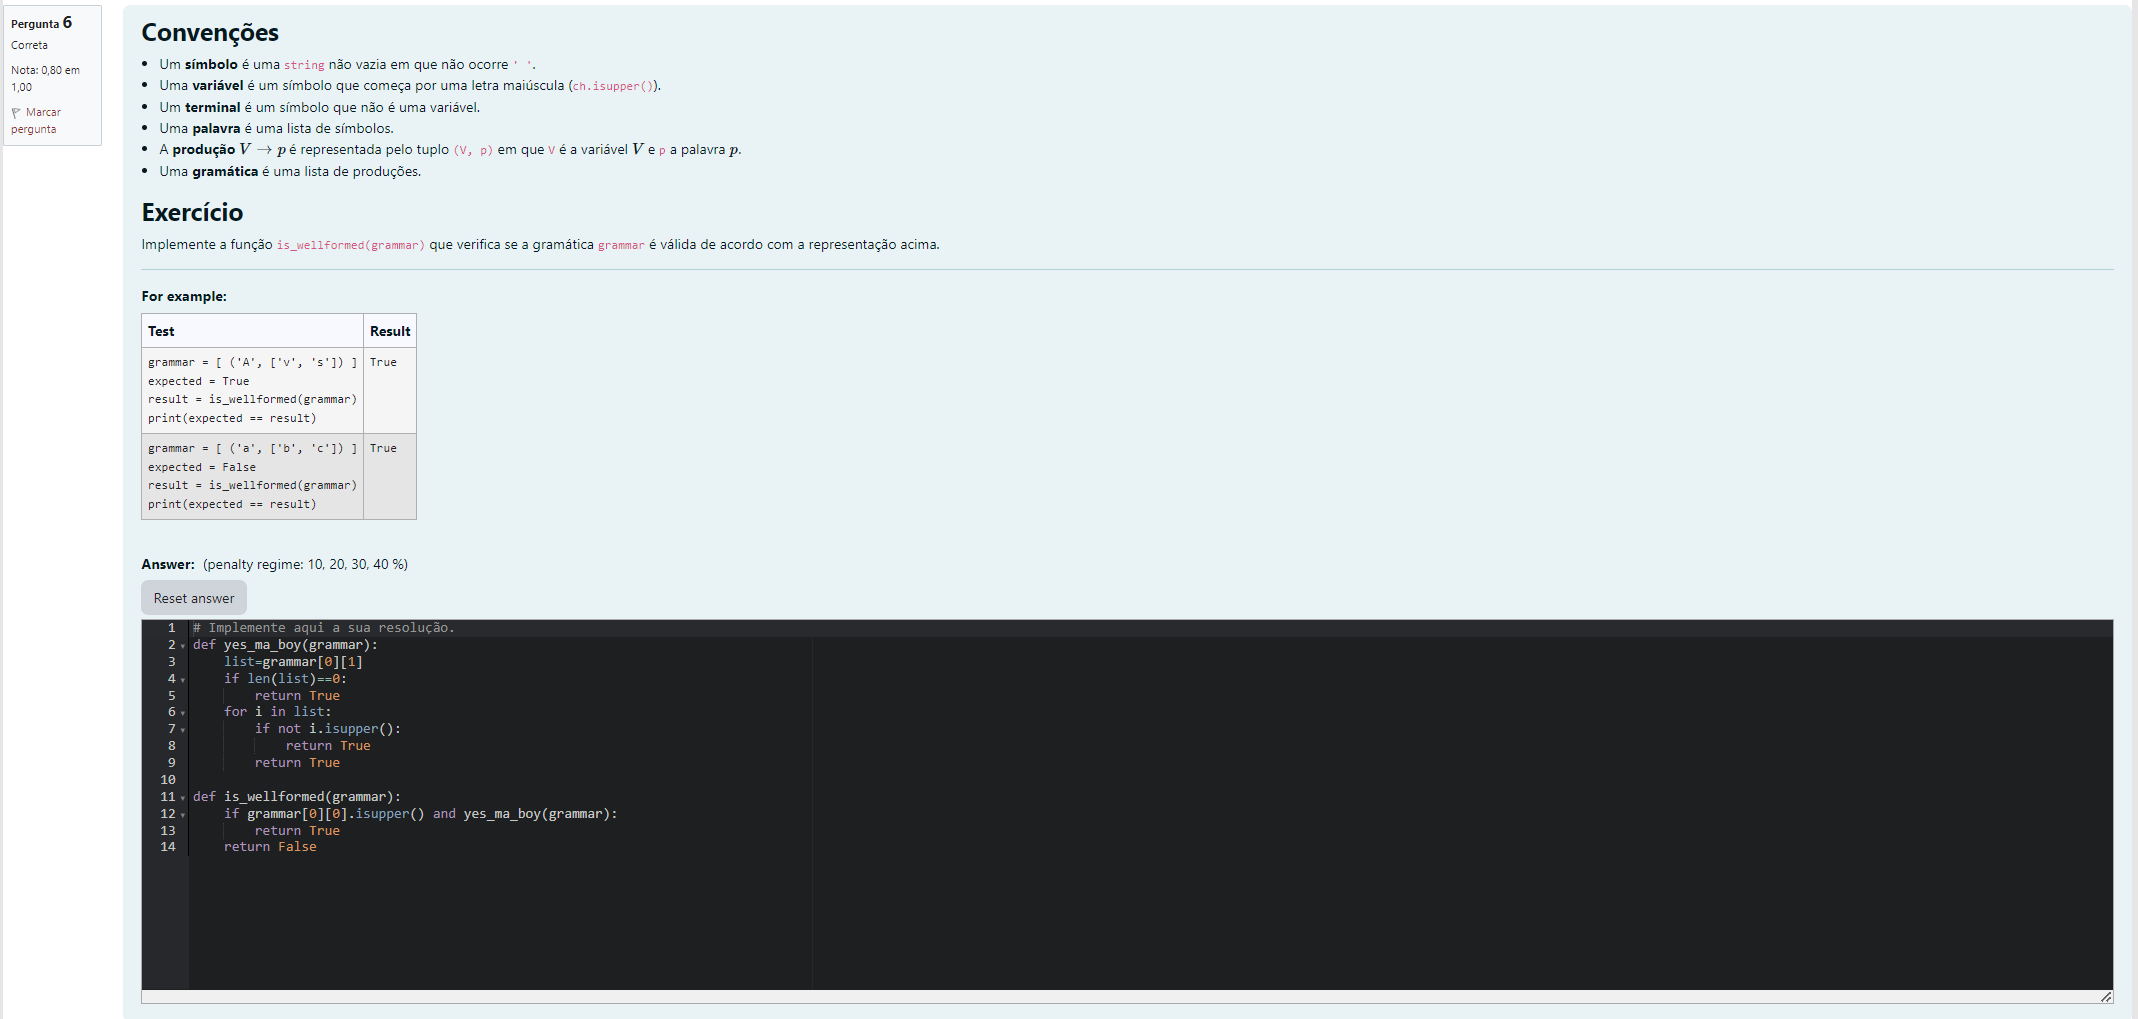 Pergunta 6
Correta
Nota: 0,80 em
1,00
Marcar
pergunta
Convenções
• Um símbolo é uma string não vazia em que não ocorre ' '.
• Uma variável é um símbolo que começa por uma letra maiúscula (ch.isupper()).
• Um terminal é um símbolo que não é uma variável.
• Uma palavra é uma lista de símbolos.
• A produção V → p é representada pelo tuplo (V, p) em que V é a variável V e p a palavra p.
• Uma gramática é uma lista de produções.
Exercício
Implemente a função is_wellformed(grammar) que verifica se a gramática grammar é válida de acordo com a representação acima.
For example:
Test Result
grammar = [ ('A', ['v', 's']) ] True
expected = True
result = is_wellformed(grammar)
print(expected == result)
grammar = [ ('a', ['b', 'c']) ] True
expected = False
result = is_wellformed(grammar)
print(expected == result)
Answer: (penalty regime: 10, 20, 30, 40 %)
Reset answer
1 # Implemente aqui a sua resolução.
2 def yes_ma_boy(grammar):
3     list=grammar[0][1]
4     if len(list)==0:
5         return True
6     for i in list:
7         if not i.isupper():
8             return True
9         return True
10
11 def is_wellformed(grammar):
12     if grammar[0][0].isupper() and yes_ma_boy(grammar):
13         return True
14     return False